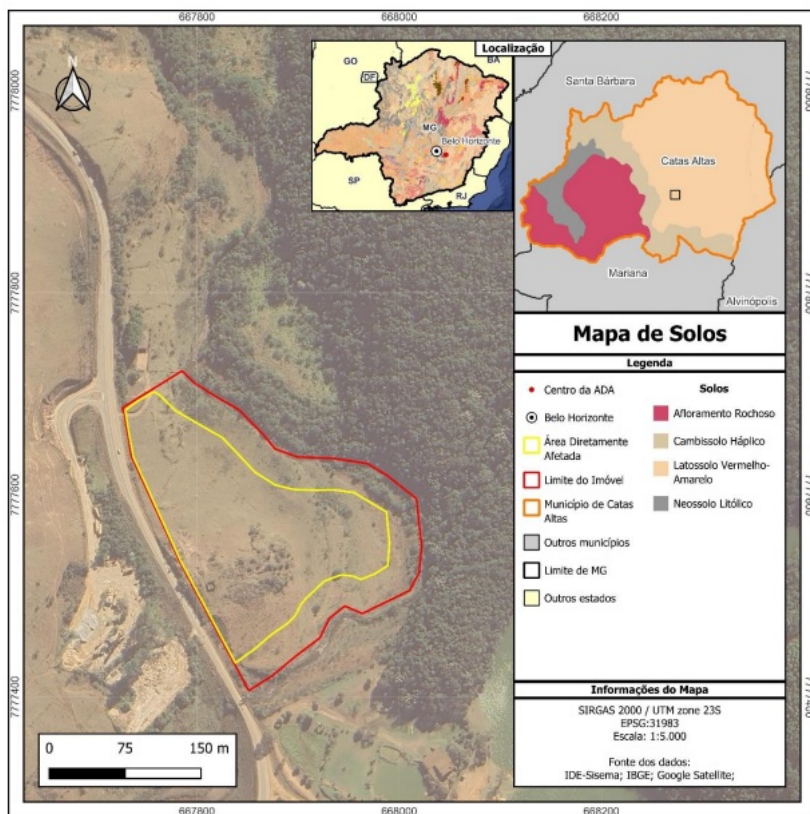 667800
668000
668200
7778000
7777800
7777600
7777400
7778000
7777800
7777600
7777400
N
GO
DF
BA
MG
Belo Horizonte
SP
RJ
Localização
Santa Bárbara
Catas Altas
Mariana
Alvinópolis
Mapa de Solos
Legenda
Centro da ADA
Belo Horizonte
Área Diretamente
Afetada
Limite do Imóvel
Município de Catas
Altas
Outros municípios
Limite de MG
Outros estados
Solos
Afloramento Rochoso
Cambissolo Háplico
Latossolo Vermelho-
Amarelo
Neossolo Litólico
Informações do Mapa
SIRGAS 2000 / UTM zone 23S
EPSG:31983
Escala: 1:5.000
Fonte dos dados:
IDE-Sisema; IBGE; Google Satellite;
0 75 150 m
667800
668000
668200